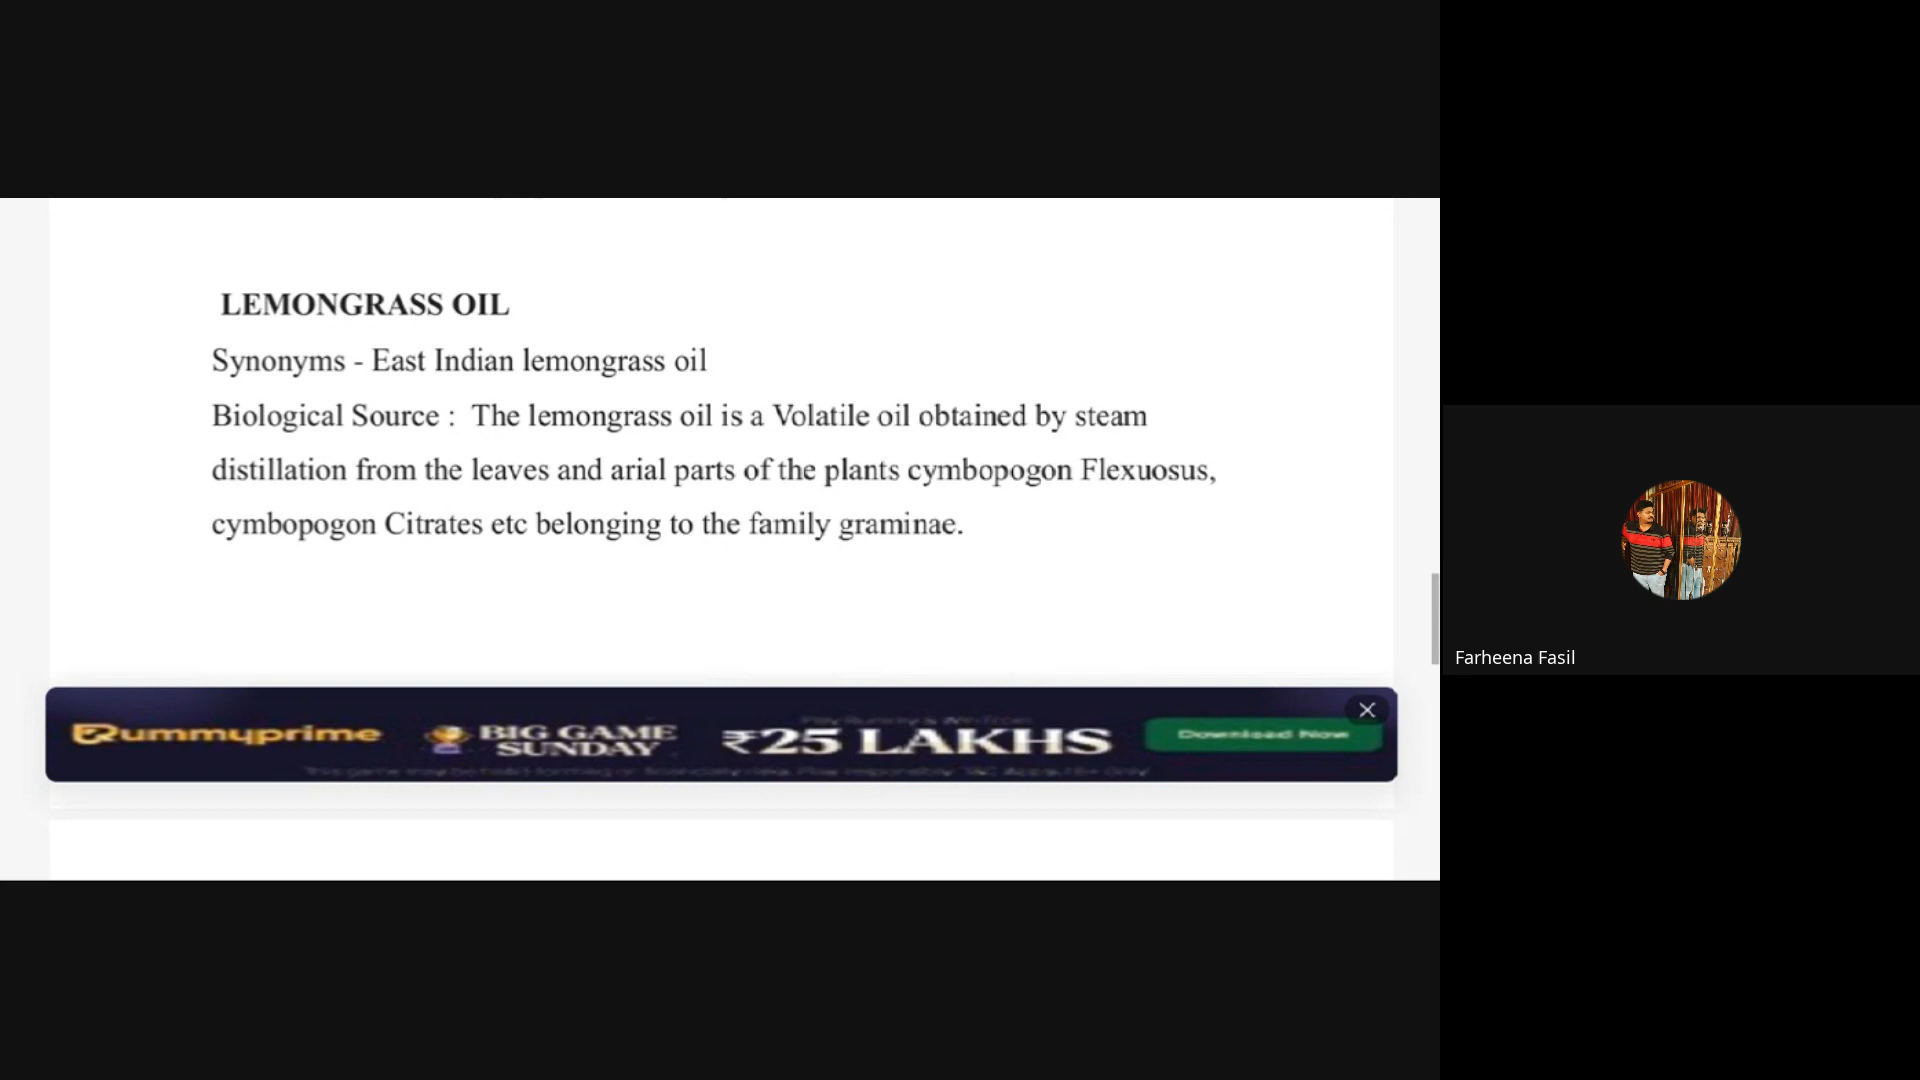 LEMONGRASS OIL
Synonyms - East Indian lemongrass oil
Biological Source : The lemongrass oil is a Volatile oil obtained by steam
distillation from the leaves and arial parts of the plants cymbopogon Flexuosus,
cymbopogon Citrates etc belonging to the family graminae.
Rummyprime
BIG GAME
SUNDAY
₹25 LAKHS
Download Now
Farheena Fasil